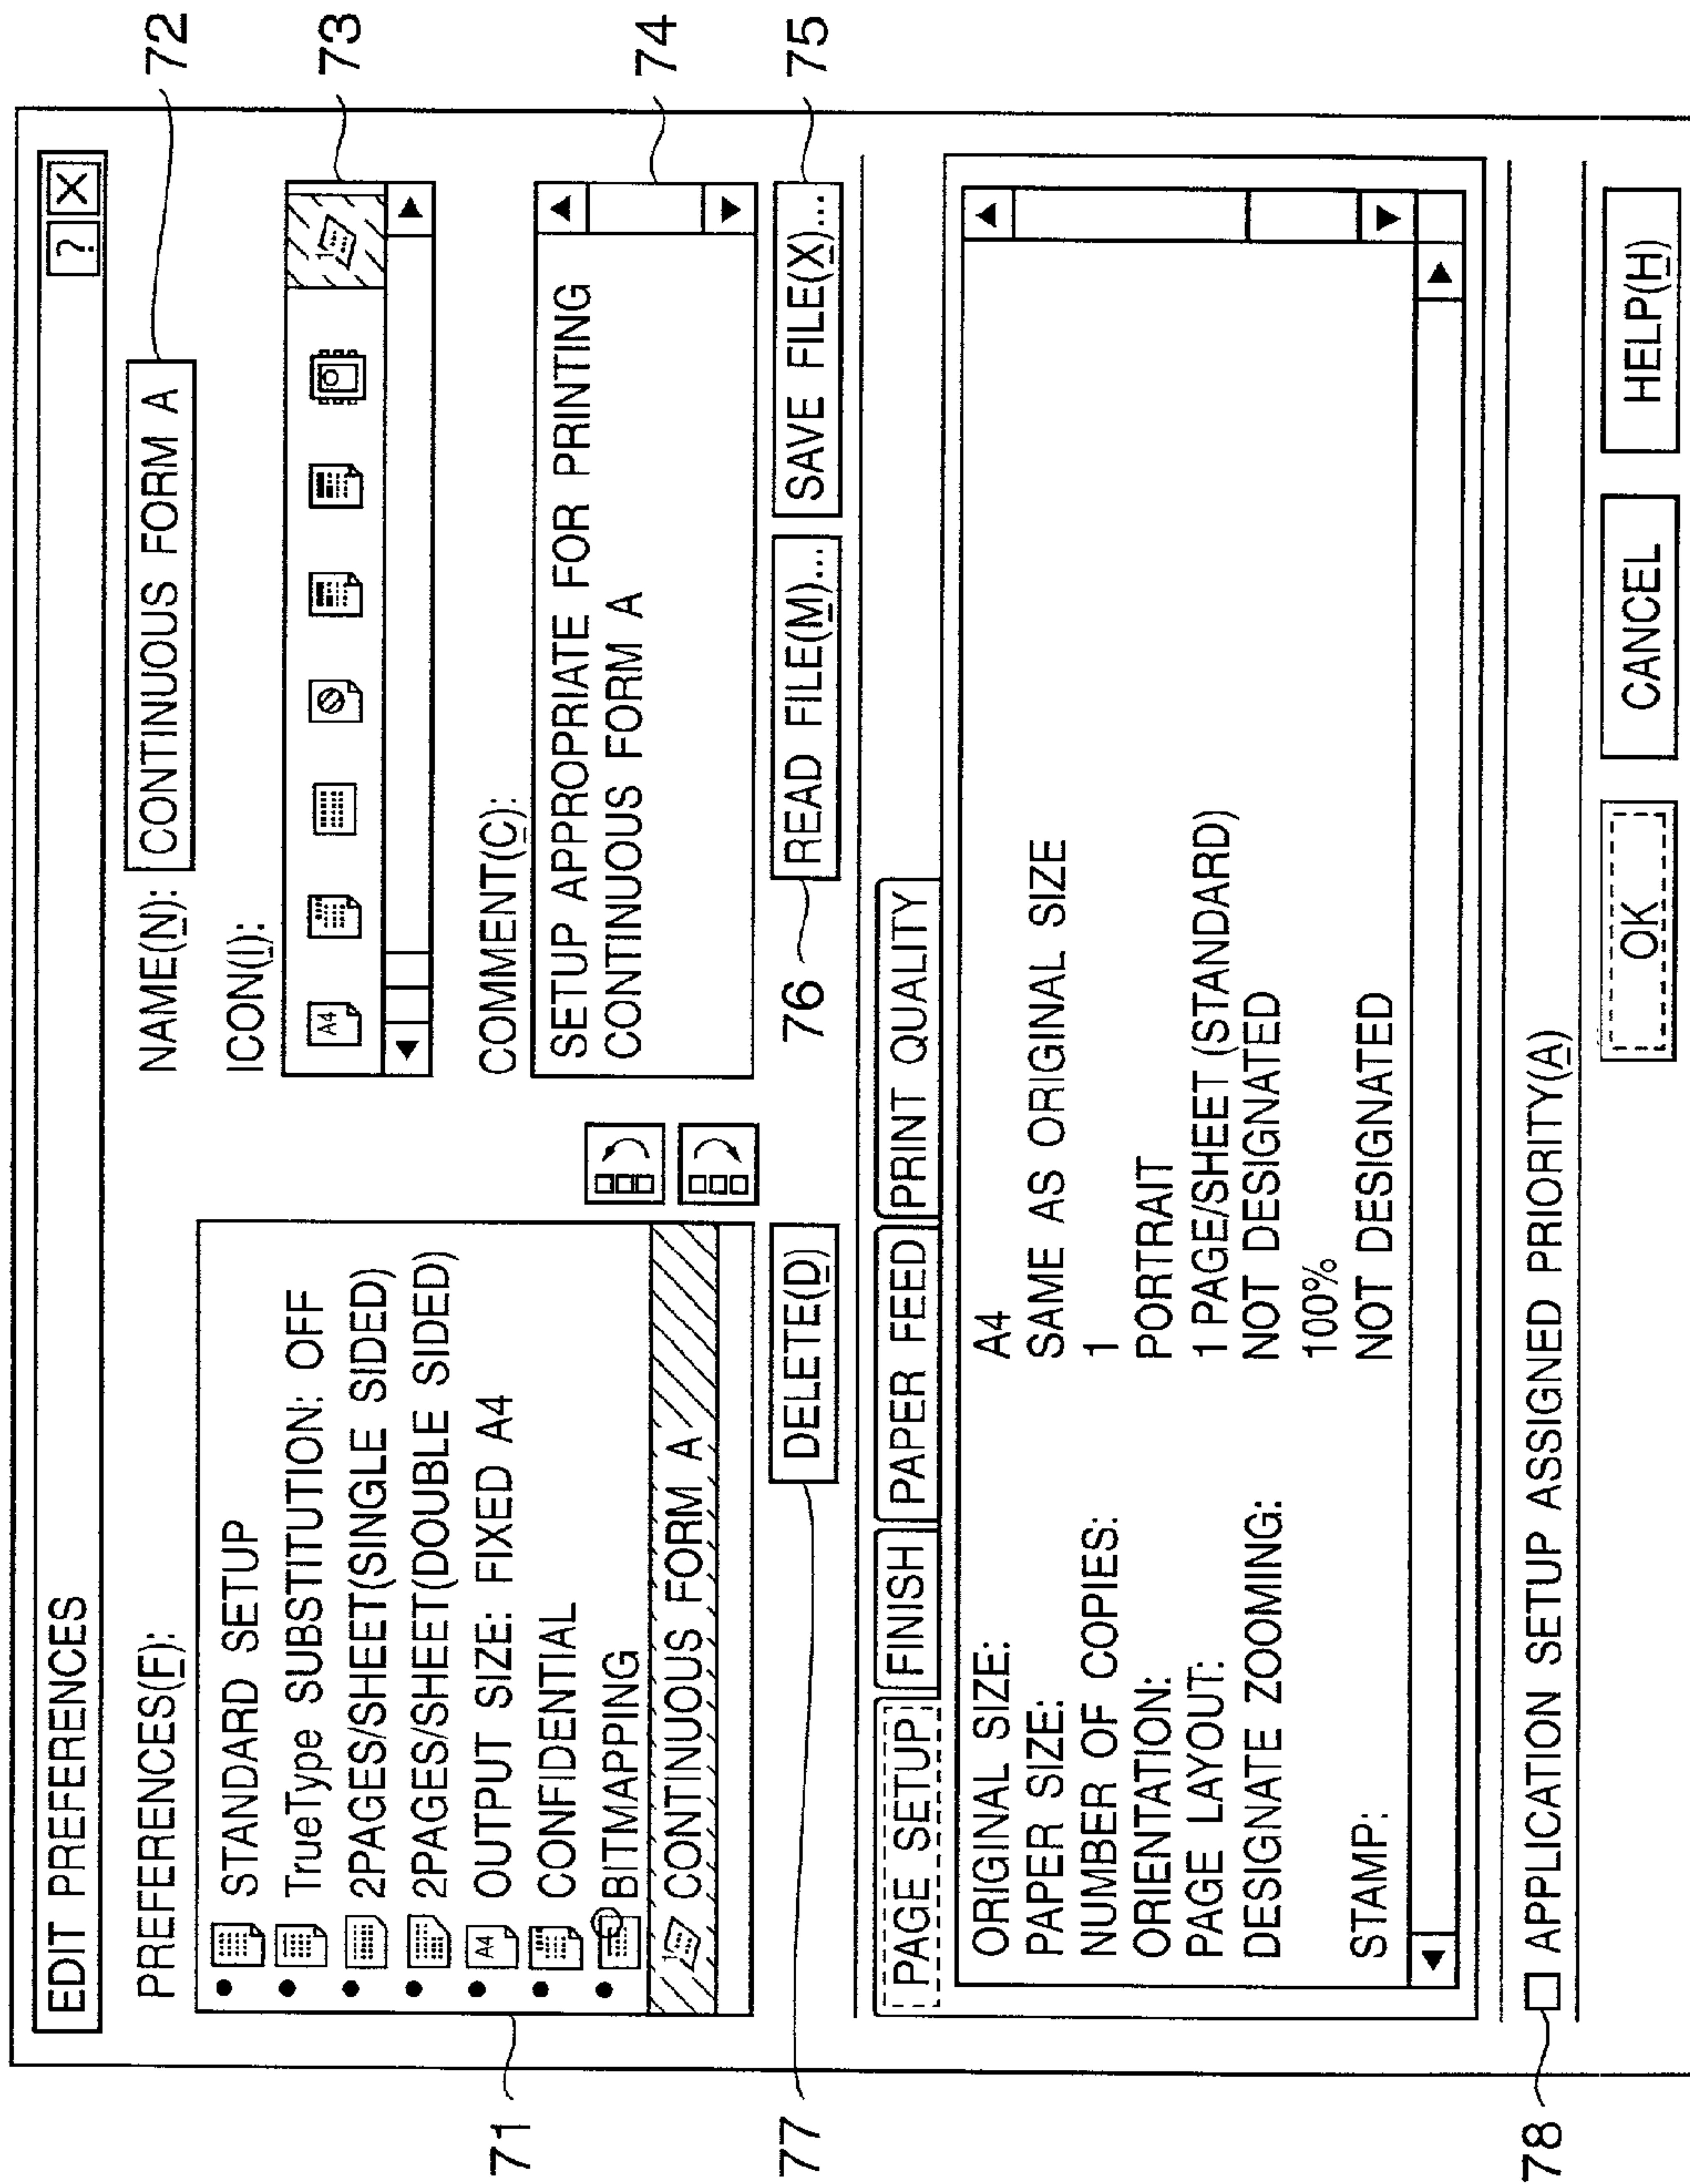 EDIT PREFERENCES
? X
PREFERENCES(F):
STANDARD SETUP
TrueType SUBSTITUTION: OFF
2PAGES/SHEET(SINGLE SIDED)
2PAGES/SHEET(DOUBLE SIDED)
A4 OUTPUT SIZE: FIXED A4
CONFIDENTIAL
BITMAPPING
CONTINUOUS FORM A
71
DELETE(D)
77
NAME(N): CONTINUOUS FORM A
72
ICON(I):
A4
73
COMMENT(C):
SETUP APPROPRIATE FOR PRINTING
CONTINUOUS FORM A
74
76
READ FILE(M)... SAVE FILE(X)...
75
PAGE SETUP FINISH PAPER FEED PRINT QUALITY
ORIGINAL SIZE: A4
PAPER SIZE: SAME AS ORIGINAL SIZE
NUMBER OF COPIES: 1
ORIENTATION: PORTRAIT
PAGE LAYOUT: 1 PAGE/SHEET (STANDARD)
DESIGNATE ZOOMING: NOT DESIGNATED
100%
STAMP: NOT DESIGNATED
78
APPLICATION SETUP ASSIGNED PRIORITY(A)
OK CANCEL HELP(H)